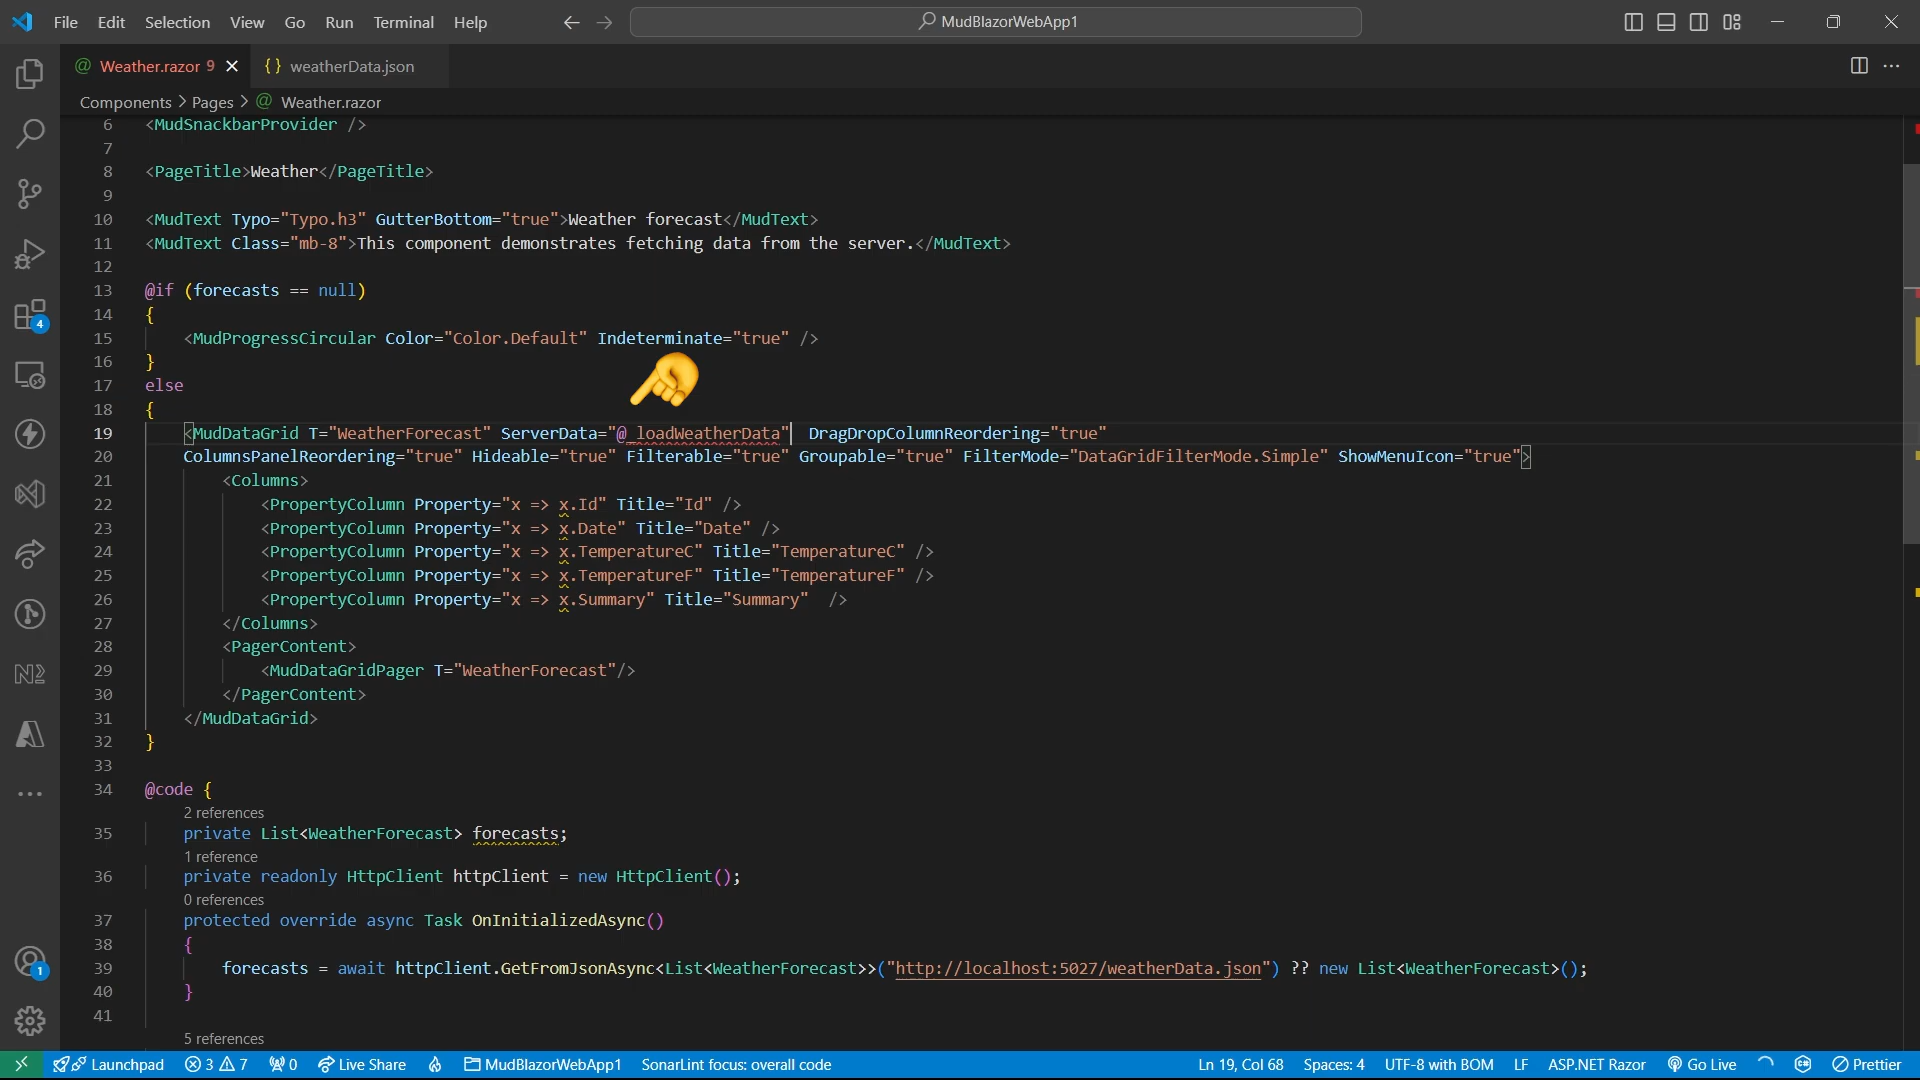 File Edit Selection View Go Run Terminal Help
MudBlazorWebApp1
@ Weather.razor 9
{} weatherData.json
Components > Pages > @ Weather.razor
6 <MudSnackbarProvider />
7
8 <PageTitle>Weather</PageTitle>
9
10 <MudText Typo="Typo.h3" GutterBottom="true">Weather forecast</MudText>
11 <MudText Class="mb-8">This component demonstrates fetching data from the server.</MudText>
12
13 @if (forecasts == null)
14 {
15 <MudProgressCircular Color="Color.Default" Indeterminate="true" />
16 }
17 else
18 {
19 <MudDataGrid T="WeatherForecast" ServerData="@_loadWeatherData" DragDropColumnReordering="true"
20 ColumnsPanelReordering="true" Hideable="true" Filterable="true" Groupable="true" FilterMode="DataGridFilterMode.Simple" ShowMenuIcon="true">
21 <Columns>
22 <PropertyColumn Property="x => x.Id" Title="Id" />
23 <PropertyColumn Property="x => x.Date" Title="Date" />
24 <PropertyColumn Property="x => x.TemperatureC" Title="TemperatureC" />
25 <PropertyColumn Property="x => x.TemperatureF" Title="TemperatureF" />
26 <PropertyColumn Property="x => x.Summary" Title="Summary"  />
27 </Columns>
28 <PagerContent>
29 <MudDataGridPager T="WeatherForecast"/>
30 </PagerContent>
31 </MudDataGrid>
32 }
33
34 @code {
2 references
35 private List<WeatherForecast> forecasts;
1 reference
36 private readonly HttpClient httpClient = new HttpClient();
0 references
37 protected override async Task OnInitializedAsync()
38 {
39 forecasts = await httpClient.GetFromJsonAsync<List<WeatherForecast>>("http://localhost:5027/weatherData.json") ?? new List<WeatherForecast>();
40 }
41
5 references
4
N2
1
Launchpad 3 7 0 Live Share MudBlazorWebApp1 SonarLint focus: overall code Ln 19, Col 68 Spaces: 4 UTF-8 with BOM LF ASP.NET Razor Go Live Prettier